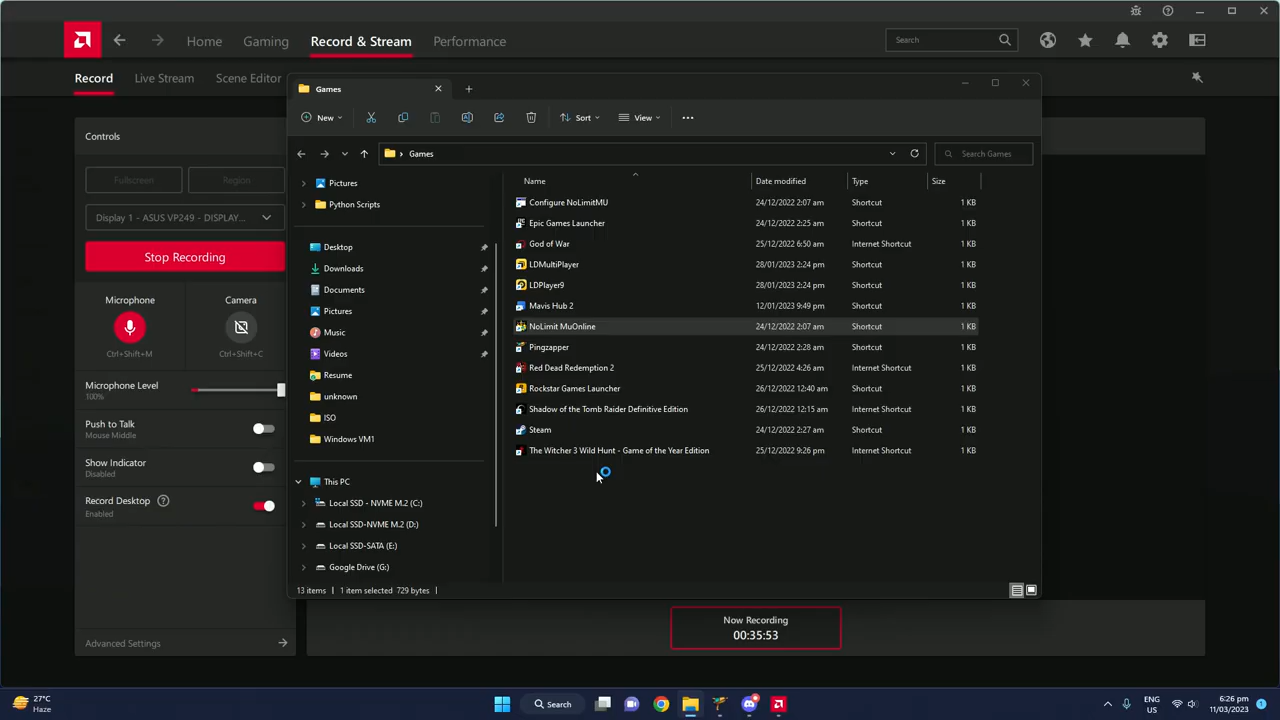 Home
Gaming
Record & Stream
Performance
Search
Record
Live Stream
Scene Editor
Controls
Fullscreen
Region
Display 1 - ASUS VP249 - DISPLAY...
Stop Recording
Microphone
Camera
Ctrl+Shift+M
Ctrl+Shift+C
Microphone Level
100%
Push to Talk
Mouse Middle
Show Indicator
Disabled
Record Desktop
Enabled
Advanced Settings
Games
New
Sort
View
Games
Search Games
Pictures
Python Scripts
Desktop
Downloads
Documents
Pictures
Music
Videos
Resume
unknown
ISO
Windows VM1
This PC
Local SSD - NVME M.2 (C:)
Local SSD-NVME M.2 (D:)
Local SSD-SATA (E:)
Google Drive (G:)
Name Date modified Type Size
Configure NoLimitMU 24/12/2022 2:07 am Shortcut 1 KB
Epic Games Launcher 24/12/2022 2:25 am Shortcut 1 KB
God of War 25/12/2022 6:50 am Internet Shortcut 1 KB
LDMultiPlayer 28/01/2023 2:24 pm Shortcut 1 KB
LDPlayer9 28/01/2023 2:24 pm Shortcut 1 KB
Mavis Hub 2 12/01/2023 9:49 pm Shortcut 1 KB
NoLimit MuOnline 24/12/2022 2:07 am Shortcut 1 KB
Pingzapper 24/12/2022 2:28 am Shortcut 1 KB
Red Dead Redemption 2 25/12/2022 4:26 am Internet Shortcut 1 KB
Rockstar Games Launcher 26/12/2022 12:40 am Shortcut 1 KB
Shadow of the Tomb Raider Definitive Edition 26/12/2022 12:15 am Internet Shortcut 1 KB
Steam 24/12/2022 2:27 am Shortcut 1 KB
The Witcher 3 Wild Hunt - Game of the Year Edition 25/12/2022 9:26 pm Internet Shortcut 1 KB
13 items 1 item selected 729 bytes
Now Recording
00:35:53
27°C
Haze
Search
ENG
US
6:26 pm
11/03/2023
1